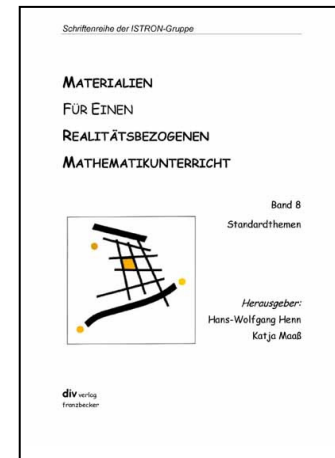 Schriftenreihe der ISTRON-Gruppe
MATERIALIEN
FÜR EINEN
REALITÄTSBEZOGENEN
MATHEMATIKUNTERRICHT
Band 8
Standardthemen
Herausgeber:
Hans-Wolfgang Henn
Katja Maaß
div verlag
franzbecker